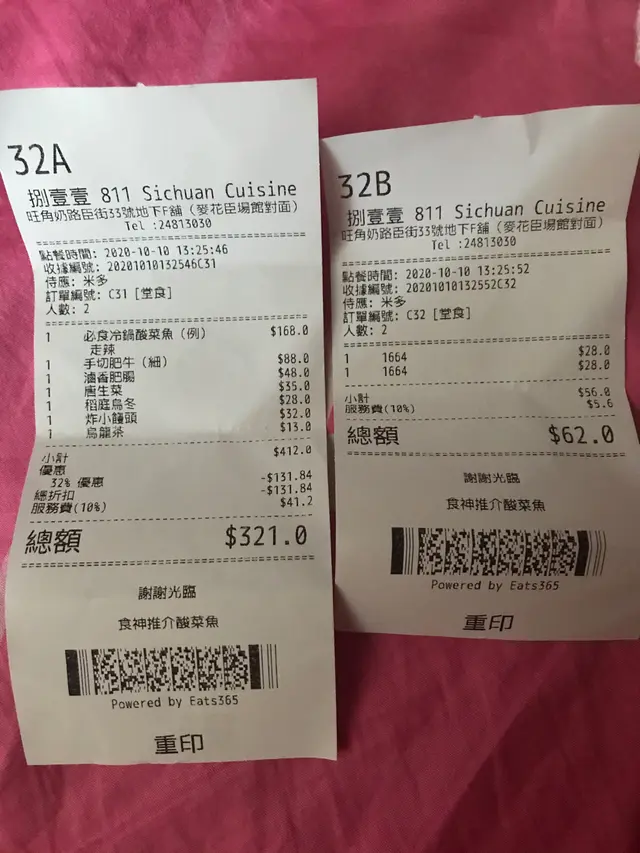 32A
捌壹壹 811 Sichuan Cuisine
旺角奶路臣街33號地下F舖（麥花臣場館對面）
Tel :24813030
點餐時間: 2020-10-10 13:25:46
收據編號: 20201010132546C31
侍應: 米多
訂單編號: C31 [堂食]
人數: 2
1 必食冷鍋酸菜魚（例） $168.0
走辣
1 手切肥牛（細） $88.0
1 滷香肥腸 $48.0
1 唐生菜 $35.0
1 稻庭烏冬 $28.0
1 炸小饅頭 $32.0
1 烏龍茶 $13.0
小計 $412.0
優惠
32% 優惠 -$131.84
總折扣 -$131.84
服務費(10%) $41.2
總額 $321.0
謝謝光臨
食神推介酸菜魚
Powered by Eats365
重印
32B
捌壹壹 811 Sichuan Cuisine
旺角奶路臣街33號地下F舖（麥花臣場館對面）
Tel :24813030
點餐時間: 2020-10-10 13:25:52
收據編號: 20201010132552C32
侍應: 米多
訂單編號: C32 [堂食]
人數: 2
1 1664 $28.0
1 1664 $28.0
小計 $56.0
服務費(10%) $5.6
總額 $62.0
謝謝光臨
食神推介酸菜魚
Powered by Eats365
重印